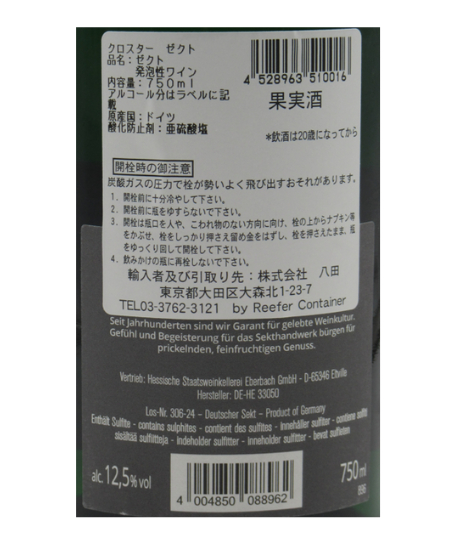 クロスター ゼクト
品名：ゼクト
発泡性ワイン
内容量：750ml
アルコール分はラベルに記
載
原産国：ドイツ
酸化防止剤：亜硫酸塩
4 528963 510016
果実酒
*飲酒は20歳になってから
開栓時の御注意
炭酸ガスの圧力で栓が勢いよく飛び出すおそれがあります。
1. 開栓前に十分冷やして下さい。
2. 開栓前に瓶をゆすらないで下さい。
3. 開栓は瓶口を人や、こわれ物のない方向に向け、栓の上からナプキン等
をかぶせ、栓をしっかり押さえ留め金をはずし、栓を押さえたまま、瓶
をゆっくり回して開栓して下さい。
4. 飲みかけの瓶に再栓しないで下さい。
輸入者及び引取り先：株式会社 八田
東京都大田区大森北1-23-7
TEL03-3762-3121 by Reefer Container
Seit Jahrhunderten sind wir Garant für gelebte Weinkultur.
Gefühl und Begeisterung für das Sekthandwerk bürgen für
prickelnden, feinfruchtigen Genuss.
Vertrieb: Hessische Staatsweinkellerei Eberbach GmbH - D-65346 Eltville
Hersteller: DE-HE 33050
Los-Nr. 306-24 - Deutscher Sekt - Product of Germany
Enthält Sulfite - contains sulphites - contient des sulfites - Innehåller sulfiter - contiene sulfite
sisältää sulfiitteja - Indeholder sulfitter - Inneholder sulfitter - bevat sulfieten
alc. 12,5% vol
750 ml
896
4 004850 088962